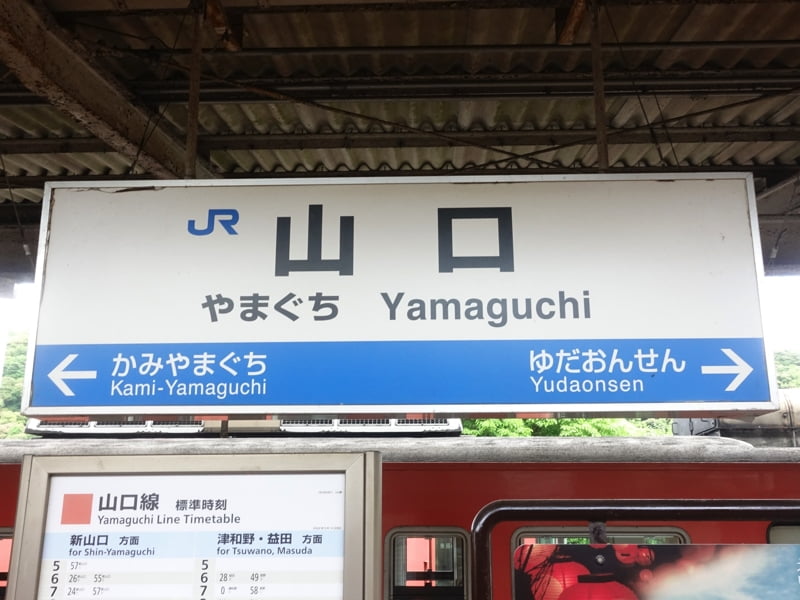 JR 山口
やまぐち Yamaguchi
← かみやまぐち ゆだおんせん →
Kami-Yamaguchi Yudaonsen
山口線 標準時刻
Yamaguchi Line Timetable
新山口 方面 津和野・益田 方面
for Shin-Yamaguchi for Tsuwano, Masuda
5 57 5
6 26 55 6 28 49
7 24 57 7 0 58